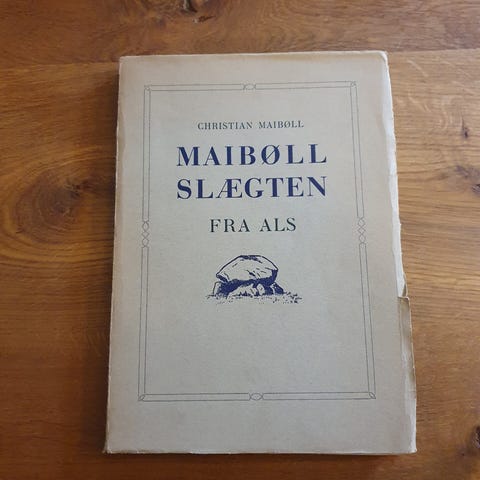 CHRISTIAN MAIBØLL
MAIBØLL
SLÆGTEN
FRA ALS